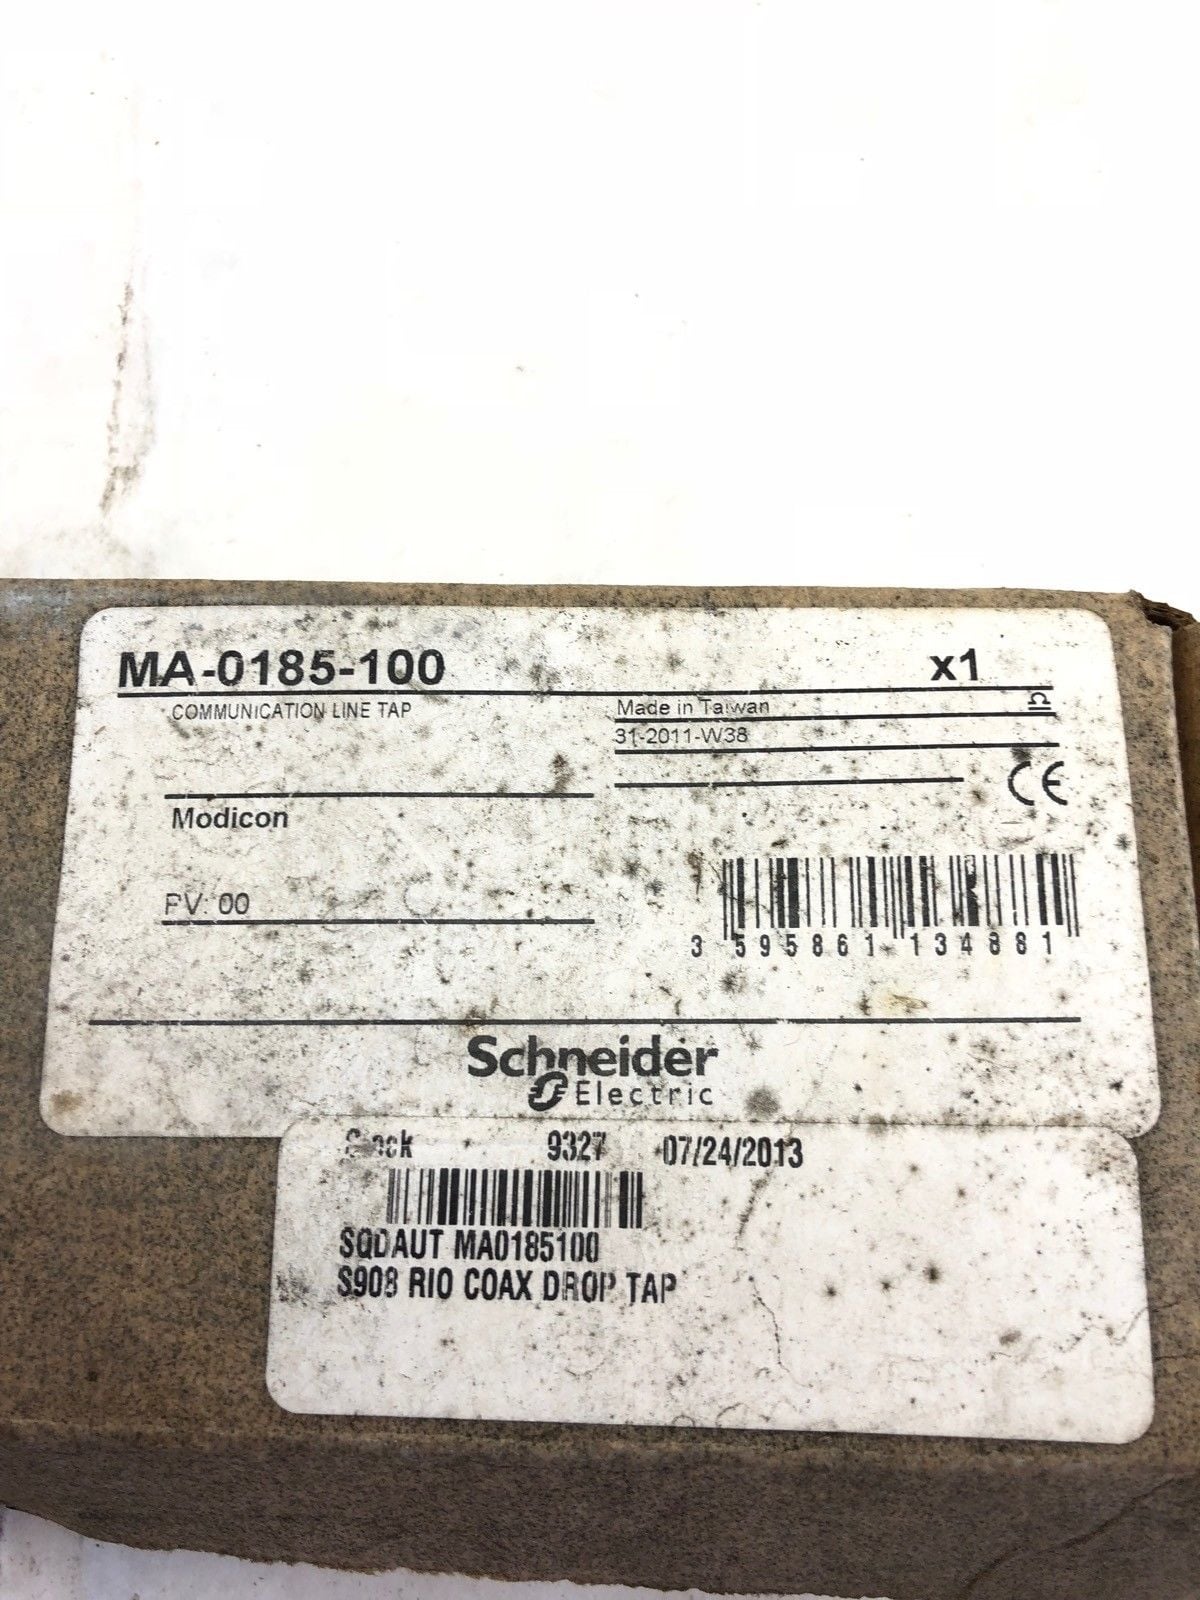 MA-0185-100 x1
COMMUNICATION LINE TAP
Made in Taiwan
31-2011-W38
CE
Modicon
PV: 00
3 595861 134881
Schneider
Electric
Stock 9327 07/24/2013
SQDAUT MA0185100
S908 RIO COAX DROP TAP